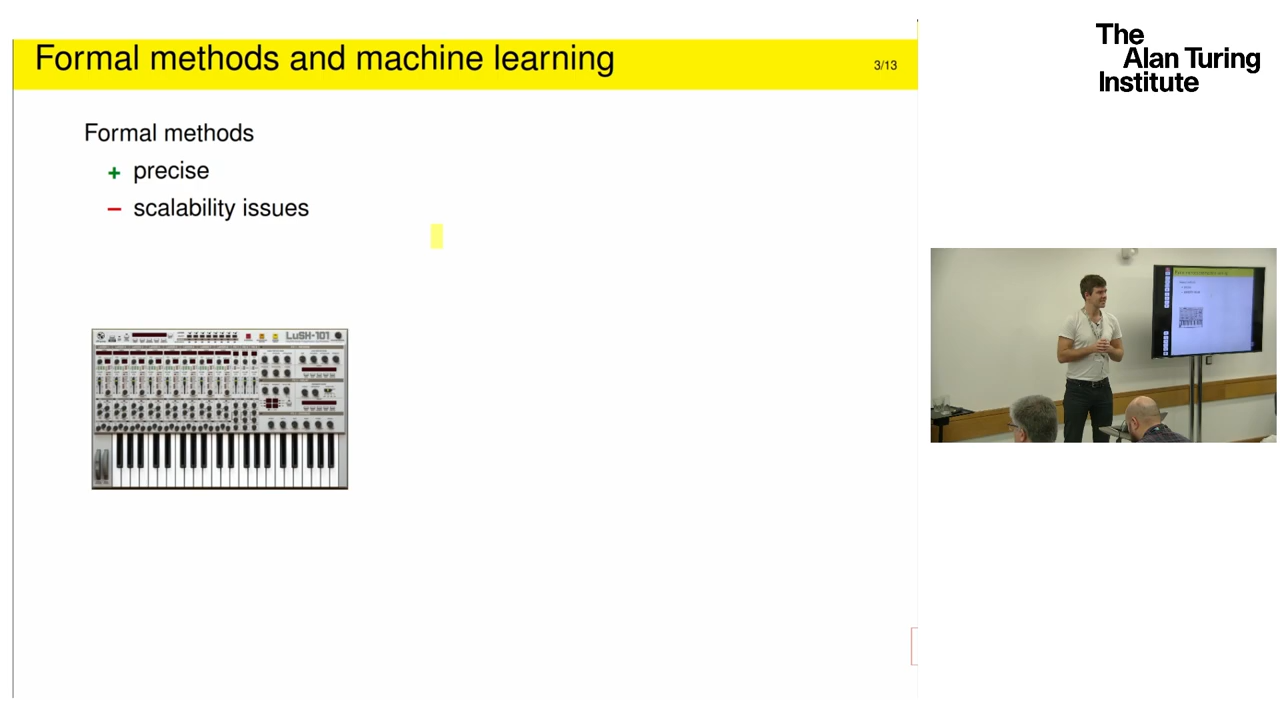 Formal methods and machine learning
3/13
Formal methods
+ precise
– scalability issues
LuSH-101
The
Alan Turing
Institute